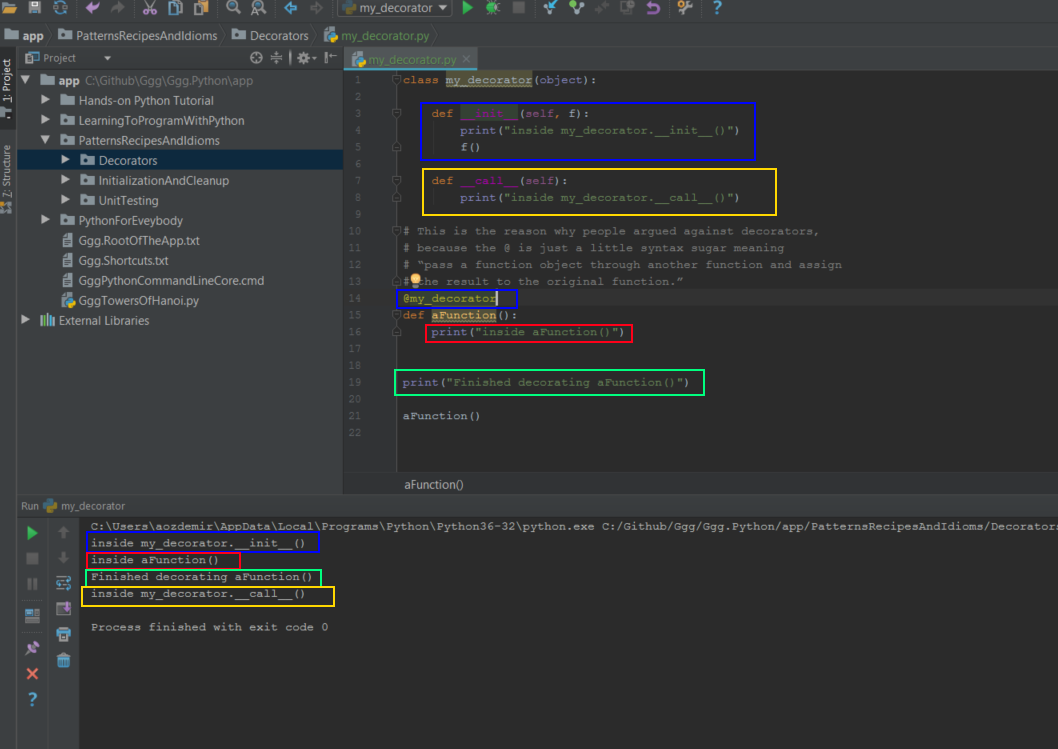 my_decorator
app
PatternsRecipesAndIdioms
Decorators
my_decorator.py
Project
my_decorator.py
1: Project
7: Structure
app C:\Github\Ggg\Ggg.Python\app
Hands-on Python Tutorial
LearningToProgramWithPython
PatternsRecipesAndIdioms
Decorators
InitializationAndCleanup
UnitTesting
PythonForEveybody
Ggg.RootOfTheApp.txt
Ggg.Shortcuts.txt
GggPythonCommandLineCore.cmd
GggTowersOfHanoi.py
External Libraries
1 class my_decorator(object):
2
3 def __init__(self, f):
4 print("inside my_decorator.__init__()")
5 f()
6
7 def __call__(self):
8 print("inside my_decorator.__call__()")
9
10 # This is the reason why people argued against decorators,
11 # because the @ is just a little syntax sugar meaning
12 # “pass a function object through another function and assign
13 # the result to the original function.”
14 @my_decorator
15 def aFunction():
16 print("inside aFunction()")
17
18
19 print("Finished decorating aFunction()")
20
21 aFunction()
22
aFunction()
Run my_decorator
C:\Users\aozdemir\AppData\Local\Programs\Python\Python36-32\python.exe C:/Github/Ggg/Ggg.Python/app/PatternsRecipesAndIdioms/Decorators
inside my_decorator.__init__()
inside aFunction()
Finished decorating aFunction()
inside my_decorator.__call__()
Process finished with exit code 0